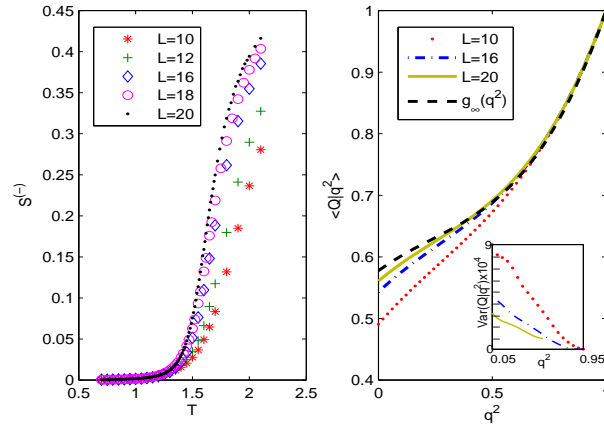 0.45
0.4
0.35
0.3
0.25
0.2
0.15
0.1
0.05
0
0.5 1 1.5 2 2.5
T
S(-)
L=10
L=12
L=16
L=18
L=20
1
0.9
0.8
0.7
0.6
0.5
0.4
0 0.5 1
q²
<Q|q²>
L=10
L=16
L=20
g∞(q²)
9
0
0.05 0.95
q²
Var(Q|q²)x10⁴